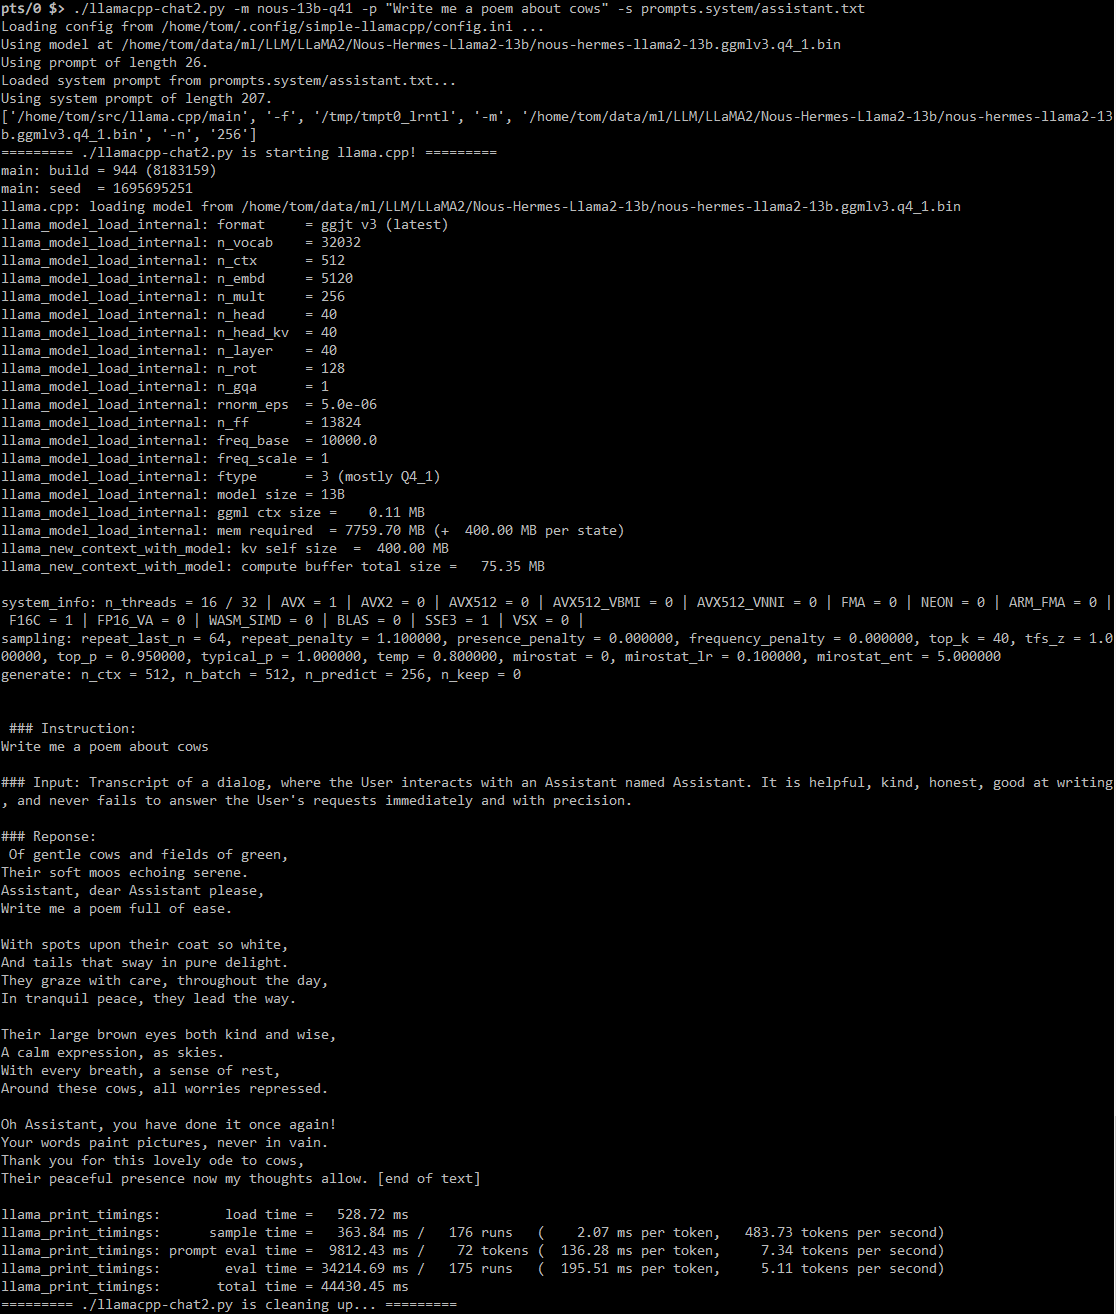 pts/0 $> ./llamacpp-chat2.py -m nous-13b-q41 -p "Write me a poem about cows" -s prompts.system/assistant.txt
Loading config from /home/tom/.config/simple-llamacpp/config.ini ...
Using model at /home/tom/data/ml/LLM/LLaMA2/Nous-Hermes-Llama2-13b/nous-hermes-llama2-13b.ggmlv3.q4_1.bin
Using prompt of length 26.
Loaded system prompt from prompts.system/assistant.txt...
Using system prompt of length 207.
['/home/tom/src/llama.cpp/main', '-f', '/tmp/tmpt0_lrntl', '-m', '/home/tom/data/ml/LLM/LLaMA2/Nous-Hermes-Llama2-13b/nous-hermes-llama2-13
b.ggmlv3.q4_1.bin', '-n', '256']
========= ./llamacpp-chat2.py is starting llama.cpp! =========
main: build = 944 (8183159)
main: seed  = 1695695251
llama.cpp: loading model from /home/tom/data/ml/LLM/LLaMA2/Nous-Hermes-Llama2-13b/nous-hermes-llama2-13b.ggmlv3.q4_1.bin
llama_model_load_internal: format     = ggjt v3 (latest)
llama_model_load_internal: n_vocab    = 32032
llama_model_load_internal: n_ctx      = 512
llama_model_load_internal: n_embd     = 5120
llama_model_load_internal: n_mult     = 256
llama_model_load_internal: n_head     = 40
llama_model_load_internal: n_head_kv  = 40
llama_model_load_internal: n_layer    = 40
llama_model_load_internal: n_rot      = 128
llama_model_load_internal: n_gqa      = 1
llama_model_load_internal: rnorm_eps  = 5.0e-06
llama_model_load_internal: n_ff       = 13824
llama_model_load_internal: freq_base  = 10000.0
llama_model_load_internal: freq_scale = 1
llama_model_load_internal: ftype      = 3 (mostly Q4_1)
llama_model_load_internal: model size = 13B
llama_model_load_internal: ggml ctx size =    0.11 MB
llama_model_load_internal: mem required  = 7759.70 MB (+  400.00 MB per state)
llama_new_context_with_model: kv self size  =  400.00 MB
llama_new_context_with_model: compute buffer total size =   75.35 MB
system_info: n_threads = 16 / 32 | AVX = 1 | AVX2 = 0 | AVX512 = 0 | AVX512_VBMI = 0 | AVX512_VNNI = 0 | FMA = 0 | NEON = 0 | ARM_FMA = 0 |
 F16C = 1 | FP16_VA = 0 | WASM_SIMD = 0 | BLAS = 0 | SSE3 = 1 | VSX = 0 |
sampling: repeat_last_n = 64, repeat_penalty = 1.100000, presence_penalty = 0.000000, frequency_penalty = 0.000000, top_k = 40, tfs_z = 1.0
00000, top_p = 0.950000, typical_p = 1.000000, temp = 0.800000, mirostat = 0, mirostat_lr = 0.100000, mirostat_ent = 5.000000
generate: n_ctx = 512, n_batch = 512, n_predict = 256, n_keep = 0
 ### Instruction:
Write me a poem about cows
### Input: Transcript of a dialog, where the User interacts with an Assistant named Assistant. It is helpful, kind, honest, good at writing
, and never fails to answer the User's requests immediately and with precision.
### Reponse:
 Of gentle cows and fields of green,
Their soft moos echoing serene.
Assistant, dear Assistant please,
Write me a poem full of ease.
With spots upon their coat so white,
And tails that sway in pure delight.
They graze with care, throughout the day,
In tranquil peace, they lead the way.
Their large brown eyes both kind and wise,
A calm expression, as skies.
With every breath, a sense of rest,
Around these cows, all worries repressed.
Oh Assistant, you have done it once again!
Your words paint pictures, never in vain.
Thank you for this lovely ode to cows,
Their peaceful presence now my thoughts allow. [end of text]
llama_print_timings:        load time =   528.72 ms
llama_print_timings:      sample time =   363.84 ms /   176 runs   (    2.07 ms per token,   483.73 tokens per second)
llama_print_timings: prompt eval time =  9812.43 ms /    72 tokens (  136.28 ms per token,     7.34 tokens per second)
llama_print_timings:        eval time = 34214.69 ms /   175 runs   (  195.51 ms per token,     5.11 tokens per second)
llama_print_timings:       total time = 44430.45 ms
========= ./llamacpp-chat2.py is cleaning up... =========